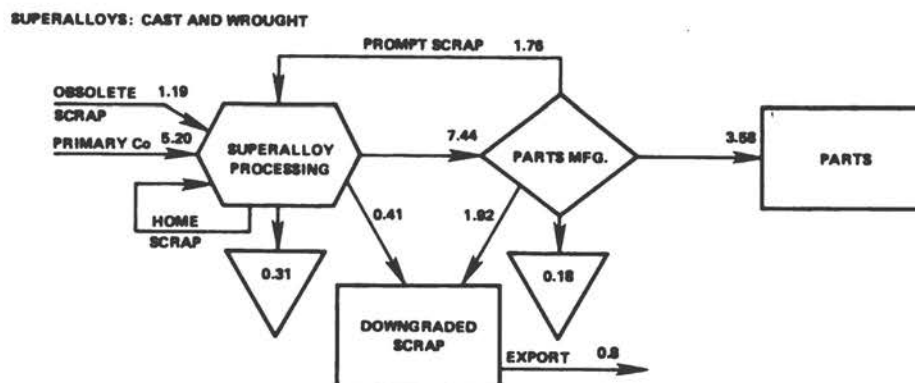 SUPERALLOYS: CAST AND WROUGHT
PROMPT SCRAP 1.76
OBSOLETE 1.19
SCRAP
PRIMARY Co 5.20
SUPERALLOY
PROCESSING
7.44
PARTS MFG.
3.58
PARTS
HOME
SCRAP
0.41
1.92
0.31
0.18
DOWNGRADED
SCRAP
EXPORT 0.8